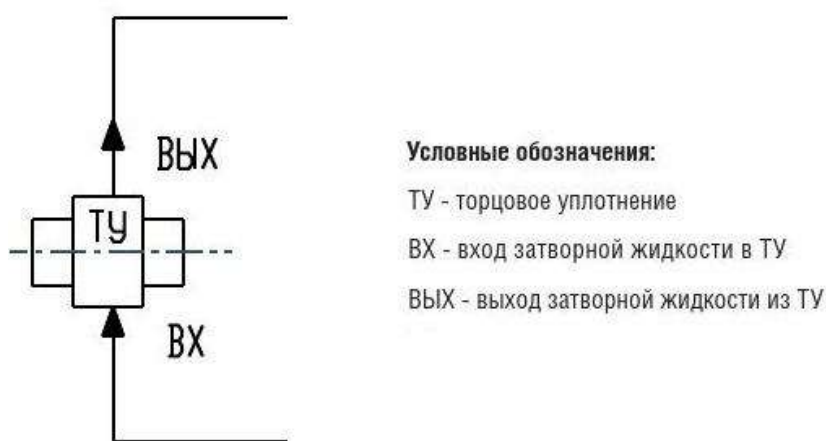 ВЫХ
ТУ
ВХ
Условные обозначения:
ТУ - торцовое уплотнение
ВХ - вход затворной жидкости в ТУ
ВЫХ - выход затворной жидкости из ТУ